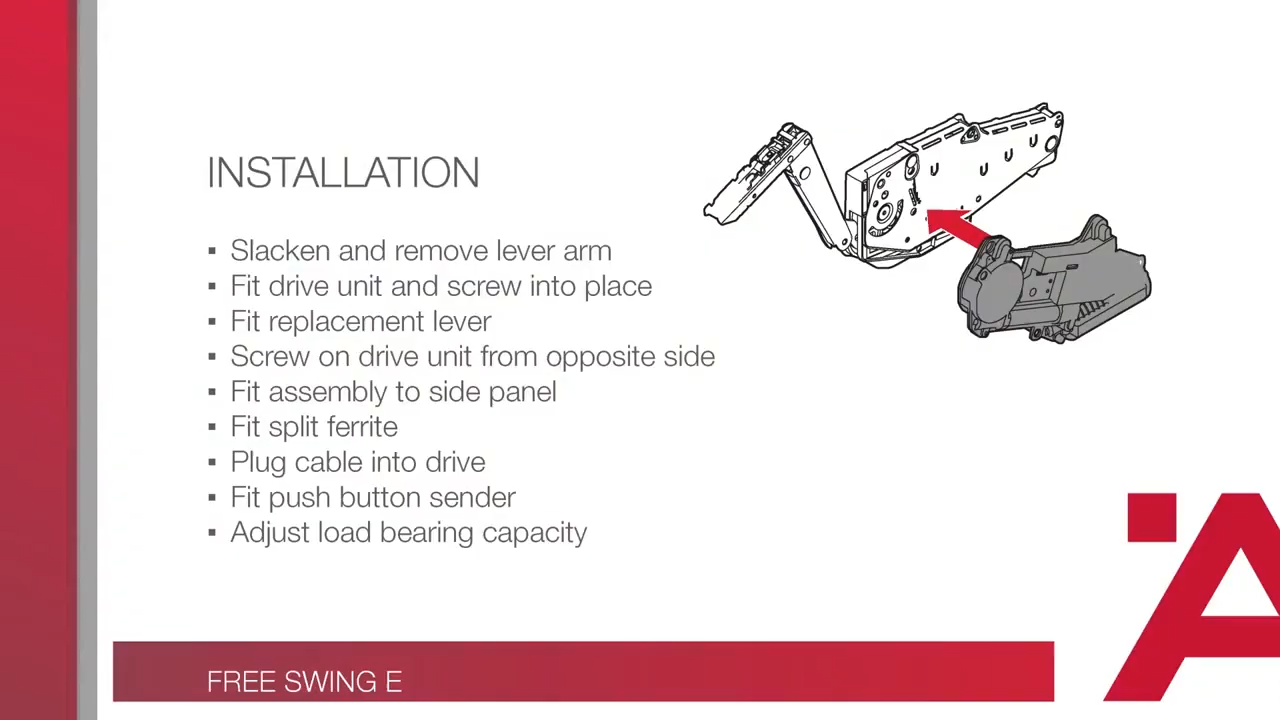 INSTALLATION
▪ Slacken and remove lever arm
▪ Fit drive unit and screw into place
▪ Fit replacement lever
▪ Screw on drive unit from opposite side
▪ Fit assembly to side panel
▪ Fit split ferrite
▪ Plug cable into drive
▪ Fit push button sender
▪ Adjust load bearing capacity
FREE SWING E